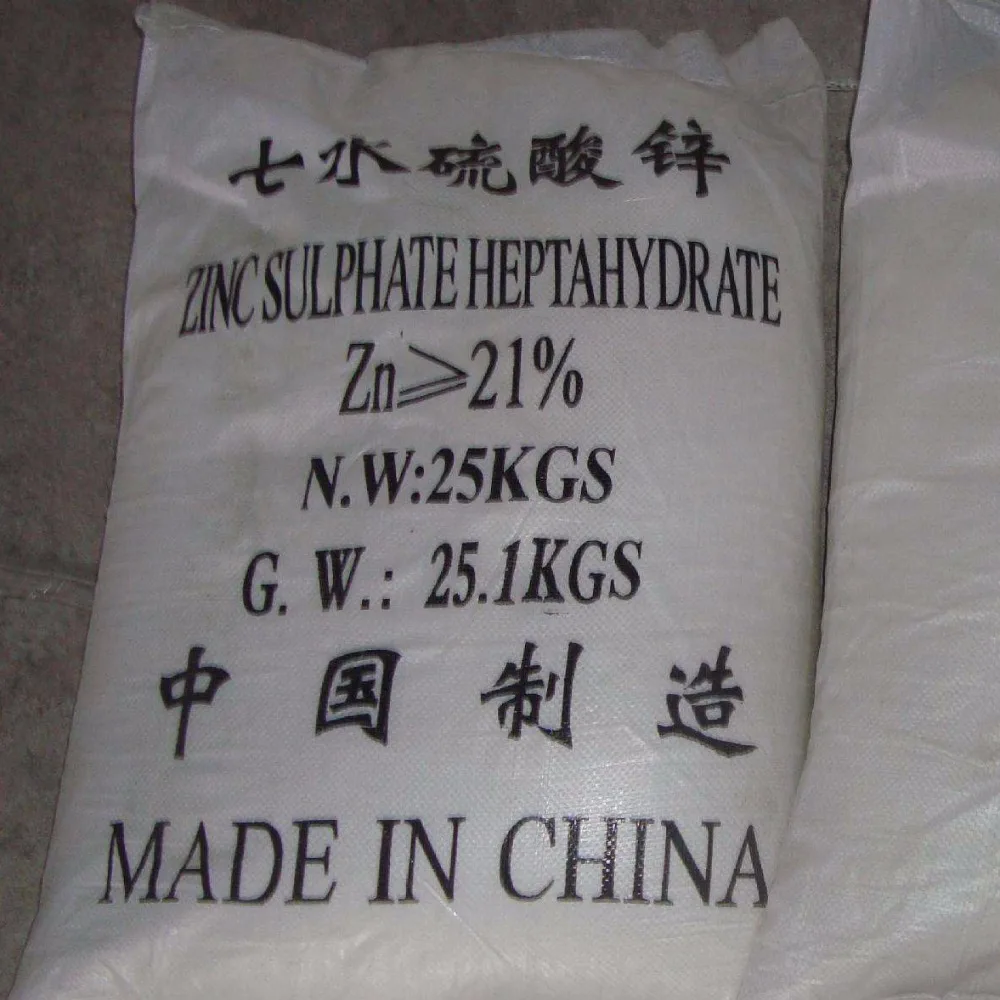 七水硫酸锌
ZINC SULPHATE HEPTAHYDRATE
Zn⩾21%
N.W:25KGS
G. W.: 25.1KGS
中国制造
MADE IN CHINA